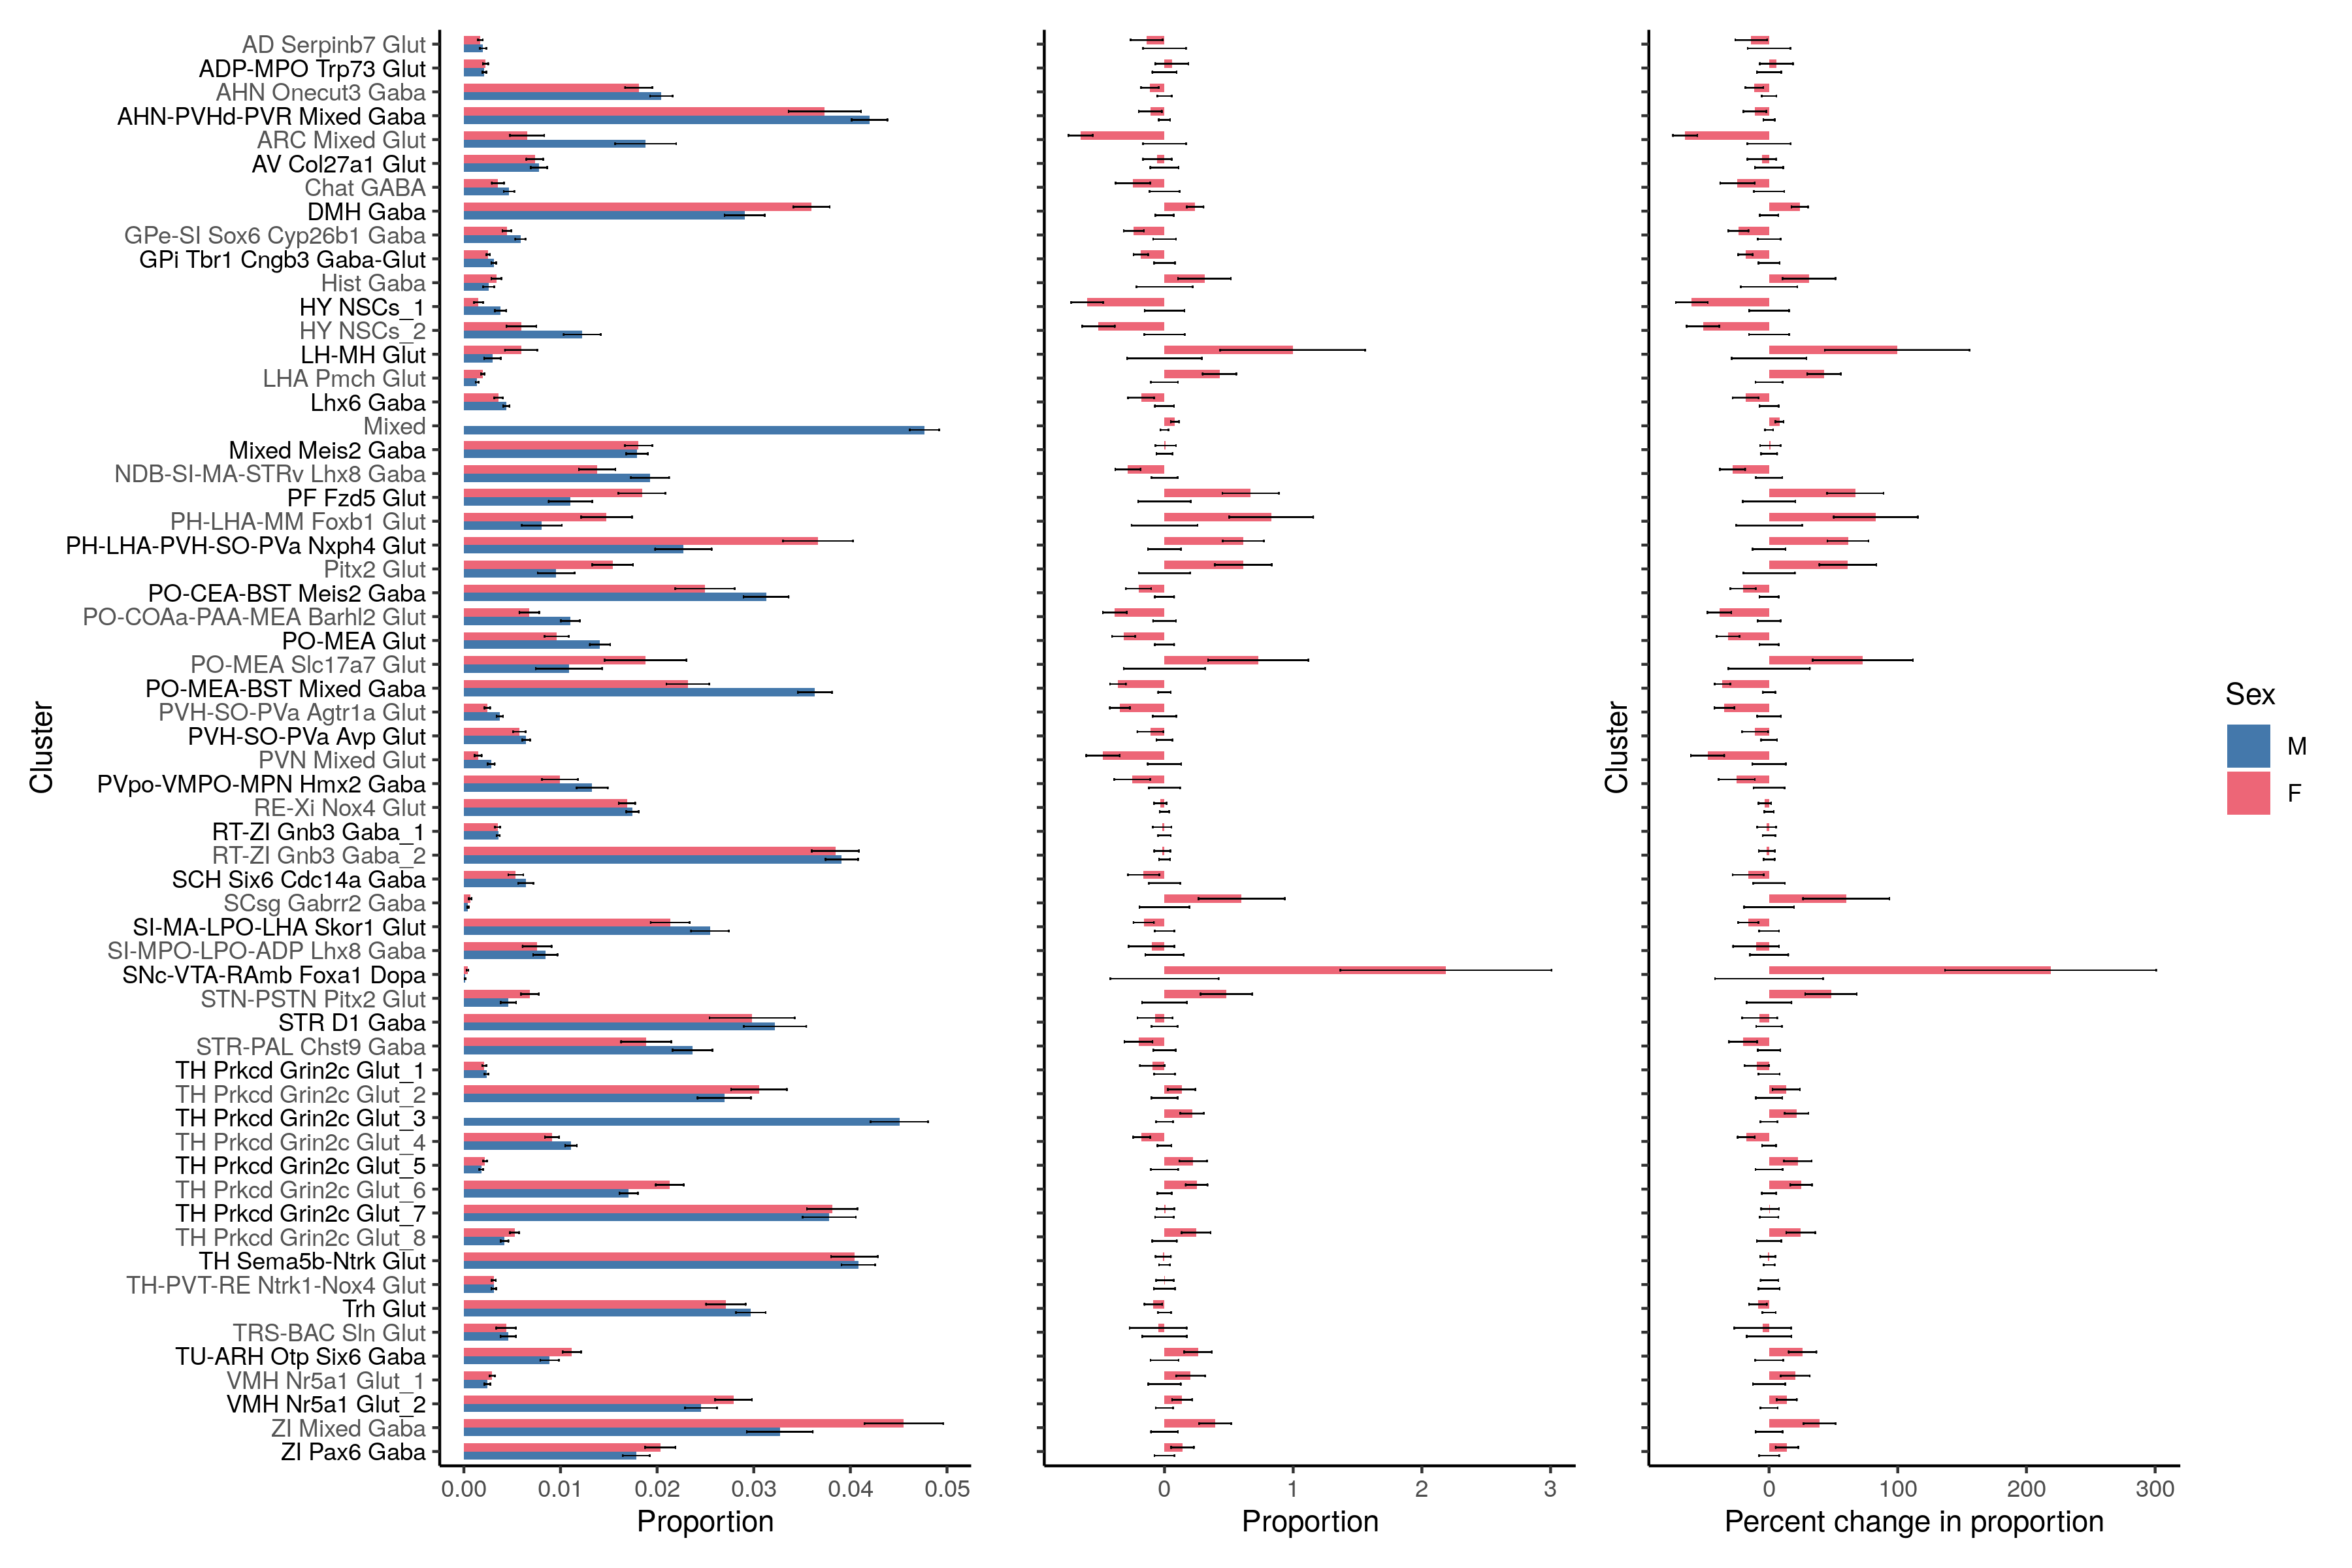 AD Serpinb7 Glut
ADP-MPO Trp73 Glut
AHN Onecut3 Gaba
AHN-PVHd-PVR Mixed Gaba
ARC Mixed Glut
AV Col27a1 Glut
Chat GABA
DMH Gaba
GPe-SI Sox6 Cyp26b1 Gaba
GPi Tbr1 Cngb3 Gaba-Glut
Hist Gaba
HY NSCs_1
HY NSCs_2
LH-MH Glut
LHA Pmch Glut
Lhx6 Gaba
Mixed
Mixed Meis2 Gaba
NDB-SI-MA-STRv Lhx8 Gaba
PF Fzd5 Glut
PH-LHA-MM Foxb1 Glut
PH-LHA-PVH-SO-PVa Nxph4 Glut
Pitx2 Glut
PO-CEA-BST Meis2 Gaba
PO-COAa-PAA-MEA Barhl2 Glut
PO-MEA Glut
PO-MEA Slc17a7 Glut
PO-MEA-BST Mixed Gaba
PVH-SO-PVa Agtr1a Glut
PVH-SO-PVa Avp Glut
PVN Mixed Glut
PVpo-VMPO-MPN Hmx2 Gaba
RE-Xi Nox4 Glut
RT-ZI Gnb3 Gaba_1
RT-ZI Gnb3 Gaba_2
SCH Six6 Cdc14a Gaba
SCsg Gabrr2 Gaba
SI-MA-LPO-LHA Skor1 Glut
SI-MPO-LPO-ADP Lhx8 Gaba
SNc-VTA-RAmb Foxa1 Dopa
STN-PSTN Pitx2 Glut
STR D1 Gaba
STR-PAL Chst9 Gaba
TH Prkcd Grin2c Glut_1
TH Prkcd Grin2c Glut_2
TH Prkcd Grin2c Glut_3
TH Prkcd Grin2c Glut_4
TH Prkcd Grin2c Glut_5
TH Prkcd Grin2c Glut_6
TH Prkcd Grin2c Glut_7
TH Prkcd Grin2c Glut_8
TH Sema5b-Ntrk Glut
TH-PVT-RE Ntrk1-Nox4 Glut
Trh Glut
TRS-BAC Sln Glut
TU-ARH Otp Six6 Gaba
VMH Nr5a1 Glut_1
VMH Nr5a1 Glut_2
ZI Mixed Gaba
ZI Pax6 Gaba
Cluster
0.00 0.01 0.02 0.03 0.04 0.05
Proportion
0 1 2 3
Proportion
Cluster
0 100 200 300
Percent change in proportion
Sex
M
F